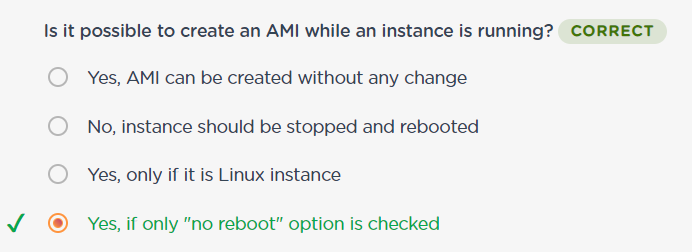 Is it possible to create an AMI while an instance is running? CORRECT
Yes, AMI can be created without any change
No, instance should be stopped and rebooted
Yes, only if it is Linux instance
Yes, if only "no reboot" option is checked